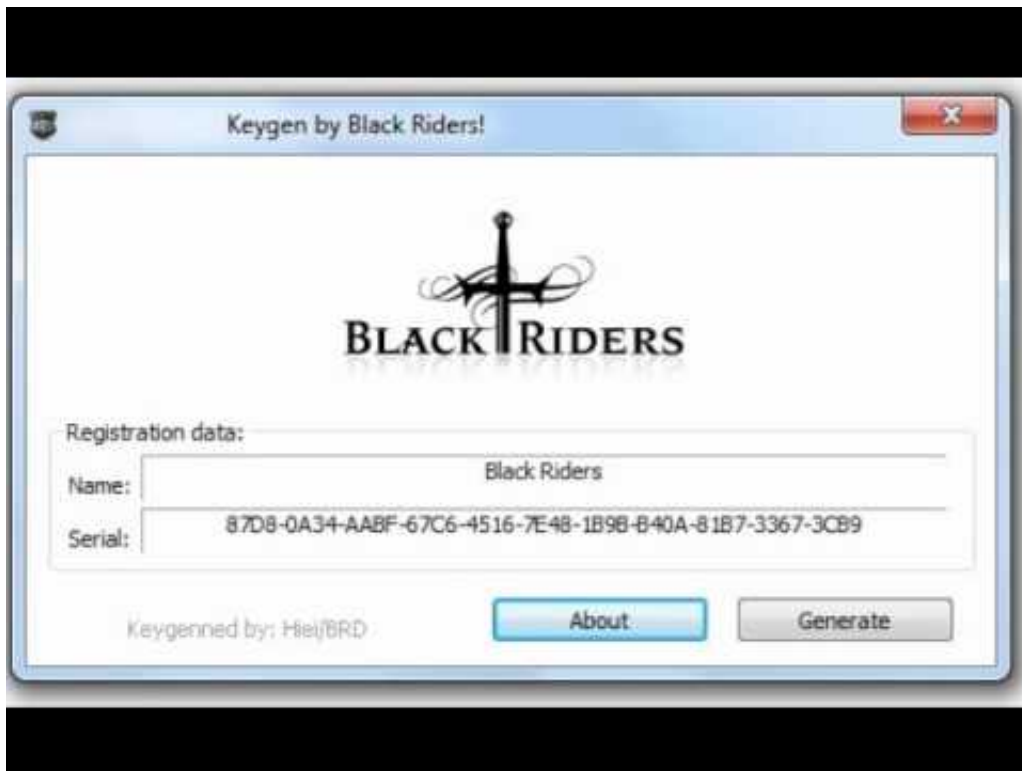 Keygen by Black Riders!
BLACK RIDERS
Registration data:
Name: Black Riders
Serial: 87D8-0A34-AABF-67C6-4516-7E48-1B9B-B40A-81B7-3367-3CB9
Keygenned by: Hiei/BRD
About
Generate